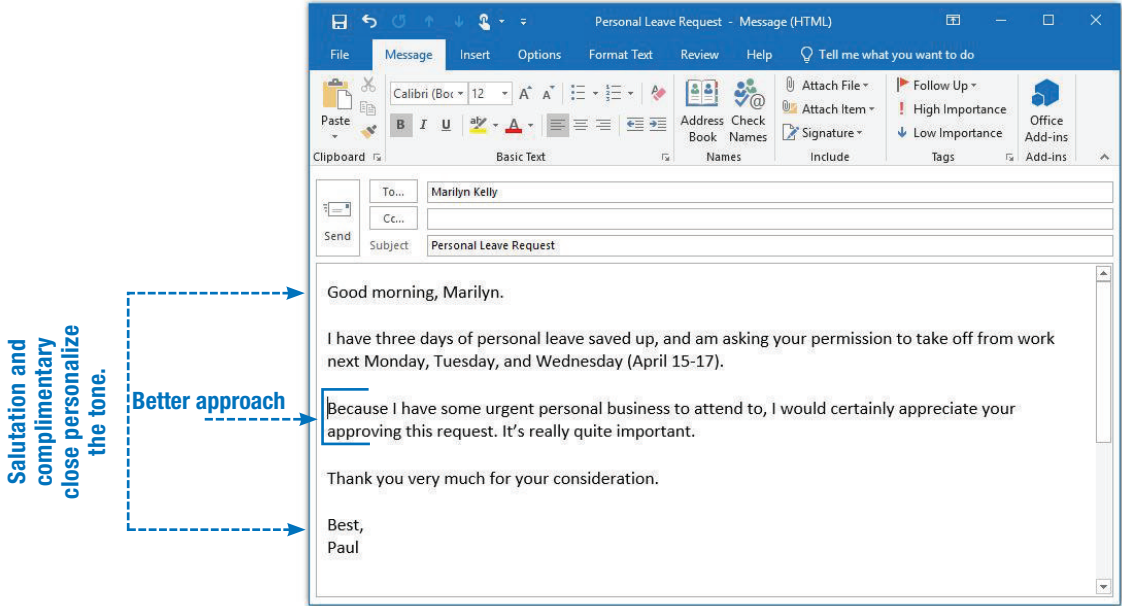 Personal Leave Request - Message (HTML)
File Message Insert Options Format Text Review Help Tell me what you want to do
Paste
Clipboard
Calibri (Boc 12
B I U
Basic Text
Address Book
Check Names
Names
Attach File
Attach Item
Signature
Include
Follow Up
High Importance
Low Importance
Tags
Office Add-ins
Add-ins
Send
To... Marilyn Kelly
Cc...
Subject Personal Leave Request
Good morning, Marilyn.
I have three days of personal leave saved up, and am asking your permission to take off from work
next Monday, Tuesday, and Wednesday (April 15-17).
Because I have some urgent personal business to attend to, I would certainly appreciate your
approving this request. It's really quite important.
Thank you very much for your consideration.
Best,
Paul
Salutation and
complimentary
close personalize
the tone.
Better approach